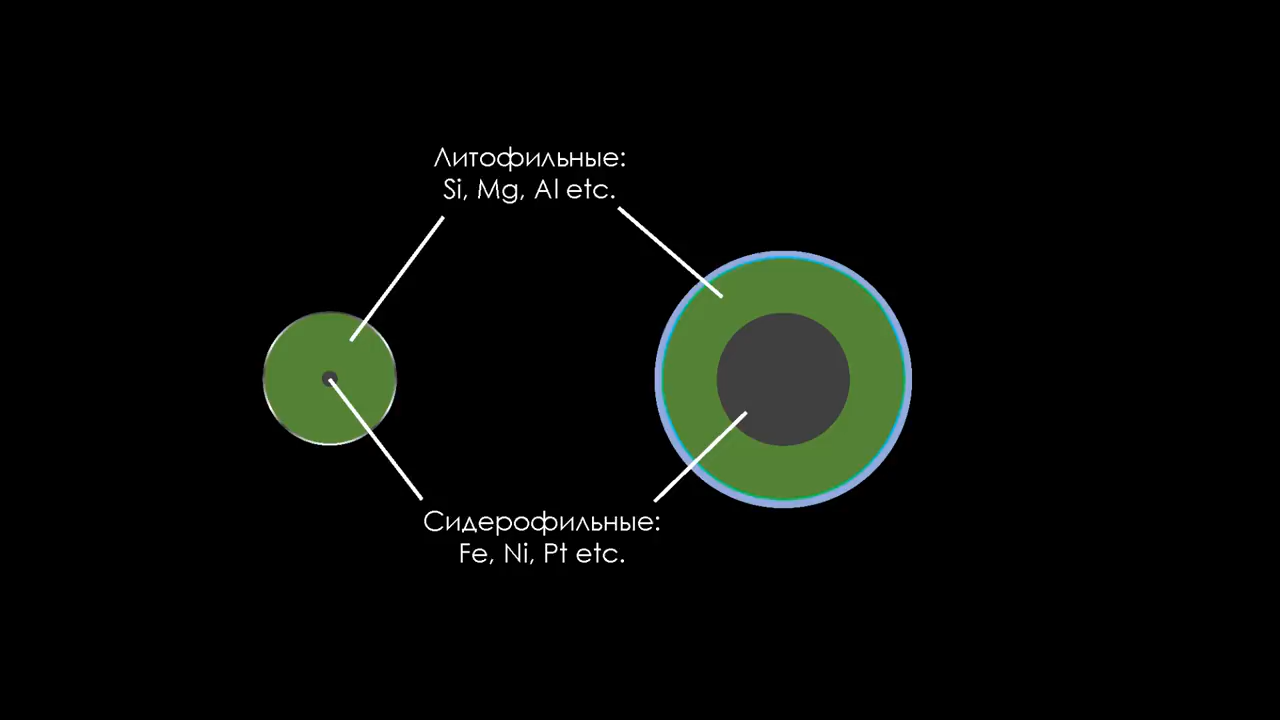 Литофильные:
Si, Mg, Al etc.
Сидерофильные:
Fe, Ni, Pt etc.